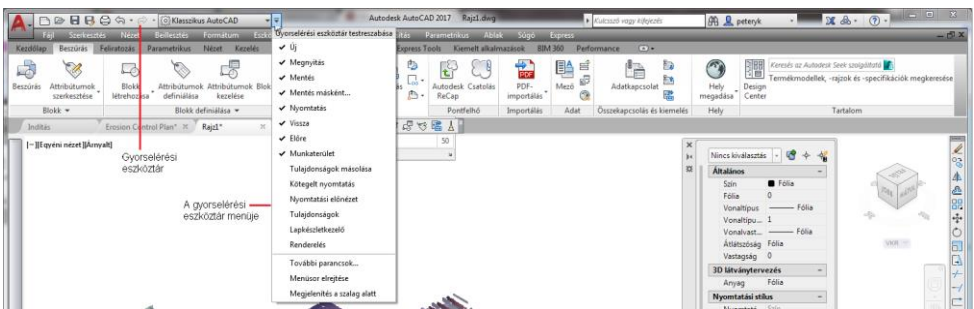 Klasszikus AutoCAD
Autodesk AutoCAD 2017 Rajz1.dwg
Kulcsszó vagy kifejezés
peteryk
Fájl Szerkesztés Nézet Beillesztés Formátum Súgó Express
Kezdőlap Beszúrás Feliratozás Parametrikus Nézet Kezelés Express Tools Kiemelt alkalmazások BIM 360 Performance
Beszúrás
Attribútumok szerkesztése
Blokk létrehozása
Attribútumok definiálása
Attribútumok kezelése
Autodesk ReCap
Csatolás
PDF-importálás
Mező
Adatkapcsolat
Hely megadása
Design Center
Keresés az Autodesk Seek szolgáltató
Termékmodellek, -rajzok és -specifikációk megkeresése
Blokk
Blokk definiálása
Pontfelhő
Importálás
Adat
Összekapcsolás és kiemelés
Hely
Tartalom
Indítás
Erosion Control Plan*
Rajz1*
[−][Egyéni nézet][Árnyalt]
50
Gyorselérési
eszköztár
A gyorselérési
eszköztár menüje
Gyorselérési eszköztár testreszabása
Új
Megnyitás
Mentés
Mentés másként...
Nyomtatás
Vissza
Előre
Munkaterület
Tulajdonságok másolása
Kötegelt nyomtatás
Nyomtatási előnézet
Tulajdonságok
Lapkészletkezelő
Renderelés
További parancsok...
Menüsor elrejtése
Megjelenítés a szalag alatt
Nincs kiválasztás
Általános
Szín Fólia
Fólia 0
Vonaltípus Fólia
Vonaltípu... 1
Vonalvast... Fólia
Átlátszóság Fólia
Vastagság 0
3D látványtervezés
Anyag Fólia
Nyomtatási stílus
VKR